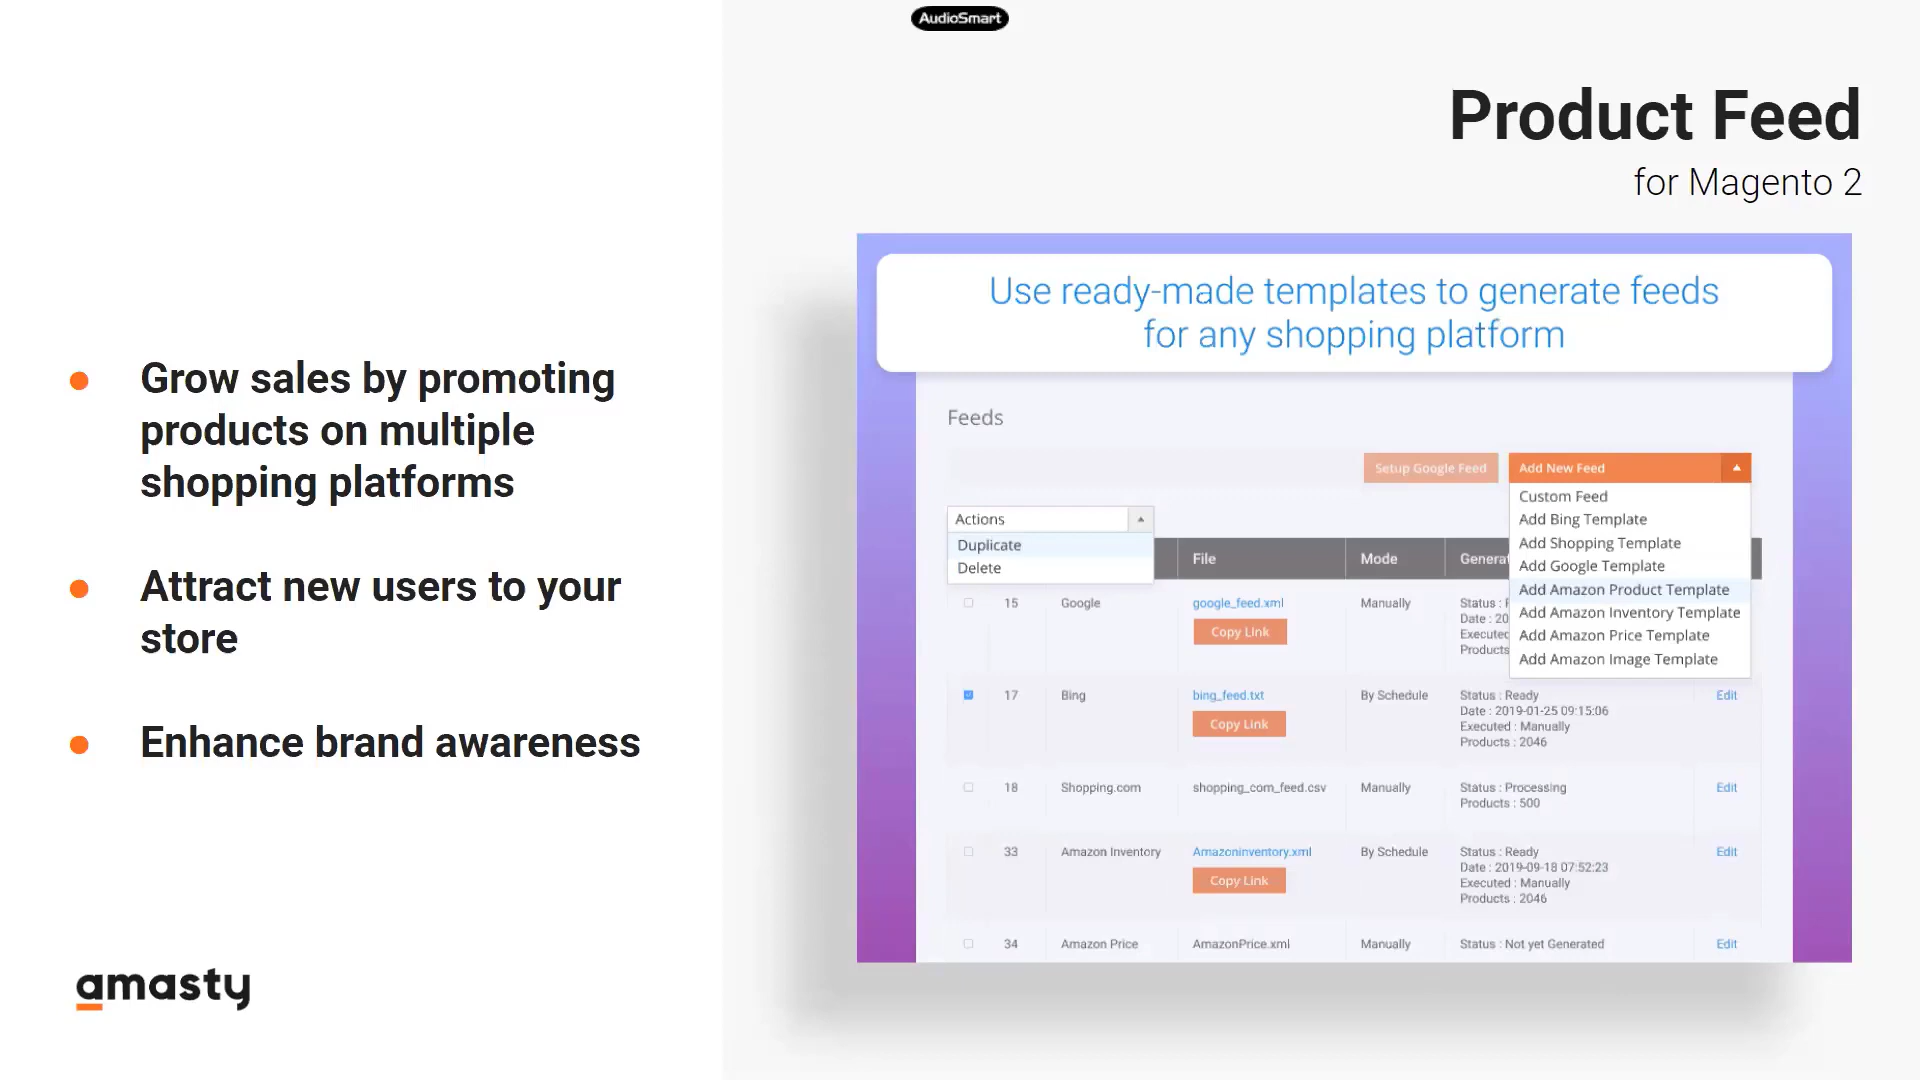 AudioSmart
Product Feed
for Magento 2
Grow sales by promoting
products on multiple
shopping platforms
Attract new users to your
store
Enhance brand awareness
amasty
Use ready-made templates to generate feeds
for any shopping platform
Feeds
Setup Google Feed
Add New Feed
Custom Feed
Add Bing Template
Add Shopping Template
Add Google Template
Add Amazon Product Template
Add Amazon Inventory Template
Add Amazon Price Template
Add Amazon Image Template
Actions
Duplicate
Delete
File Mode
15 Google google_feed.xml Manually Status :
Copy Link
Date : 20
Products
17 Bing bing_feed.txt By Schedule Status : Ready Edit
Copy Link
Date : 2019-01-25 09:15:06
Executed : Manually
Products : 2046
18 Shopping.com shopping_com_feed.csv Manually Status : Processing Edit
Products : 500
33 Amazon Inventory Amazoninventory.xml By Schedule Status : Ready Edit
Copy Link
Date : 2019-09-18 07:52:23
Executed : Manually
Products : 2046
34 Amazon Price AmazonPrice.xml Manually Status : Not yet Generated Edit